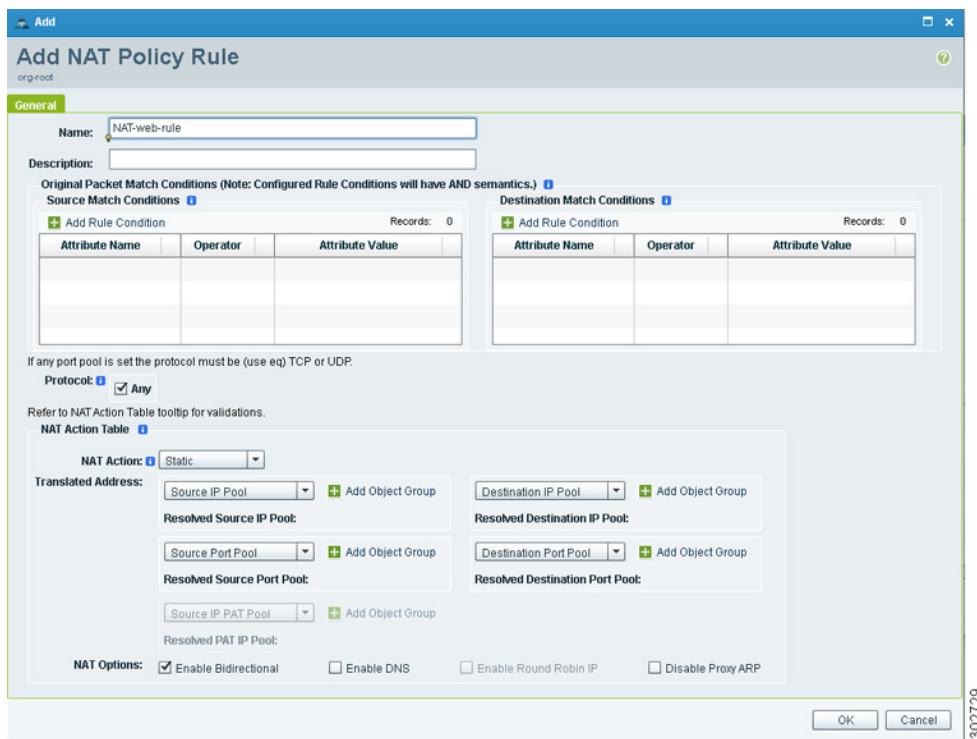 Add
Add NAT Policy Rule
org-root
General
Name: NAT-web-rule
Description:
Original Packet Match Conditions (Note: Configured Rule Conditions will have AND semantics.)
Source Match Conditions
Add Rule Condition Records: 0
Attribute Name Operator Attribute Value
Destination Match Conditions
Add Rule Condition Records: 0
Attribute Name Operator Attribute Value
If any port pool is set the protocol must be (use eq) TCP or UDP.
Protocol: Any
Refer to NAT Action Table tooltip for validations.
NAT Action Table
NAT Action: Static
Translated Address:
Source IP Pool Add Object Group
Resolved Source IP Pool:
Destination IP Pool Add Object Group
Resolved Destination IP Pool:
Source Port Pool Add Object Group
Resolved Source Port Pool:
Destination Port Pool Add Object Group
Resolved Destination Port Pool:
Source IP PAT Pool Add Object Group
Resolved PAT IP Pool:
NAT Options: Enable Bidirectional Enable DNS Enable Round Robin IP Disable Proxy ARP
OK Cancel
302729